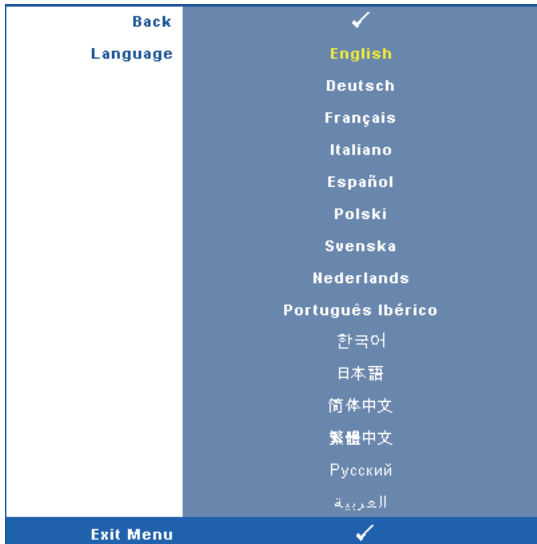 Back ✓
Language English
Deutsch
Français
Italiano
Español
Polski
Svenska
Nederlands
Português Ibérico
한국어
日本語
简体中文
繁體中文
Русский
العربية
Exit Menu ✓